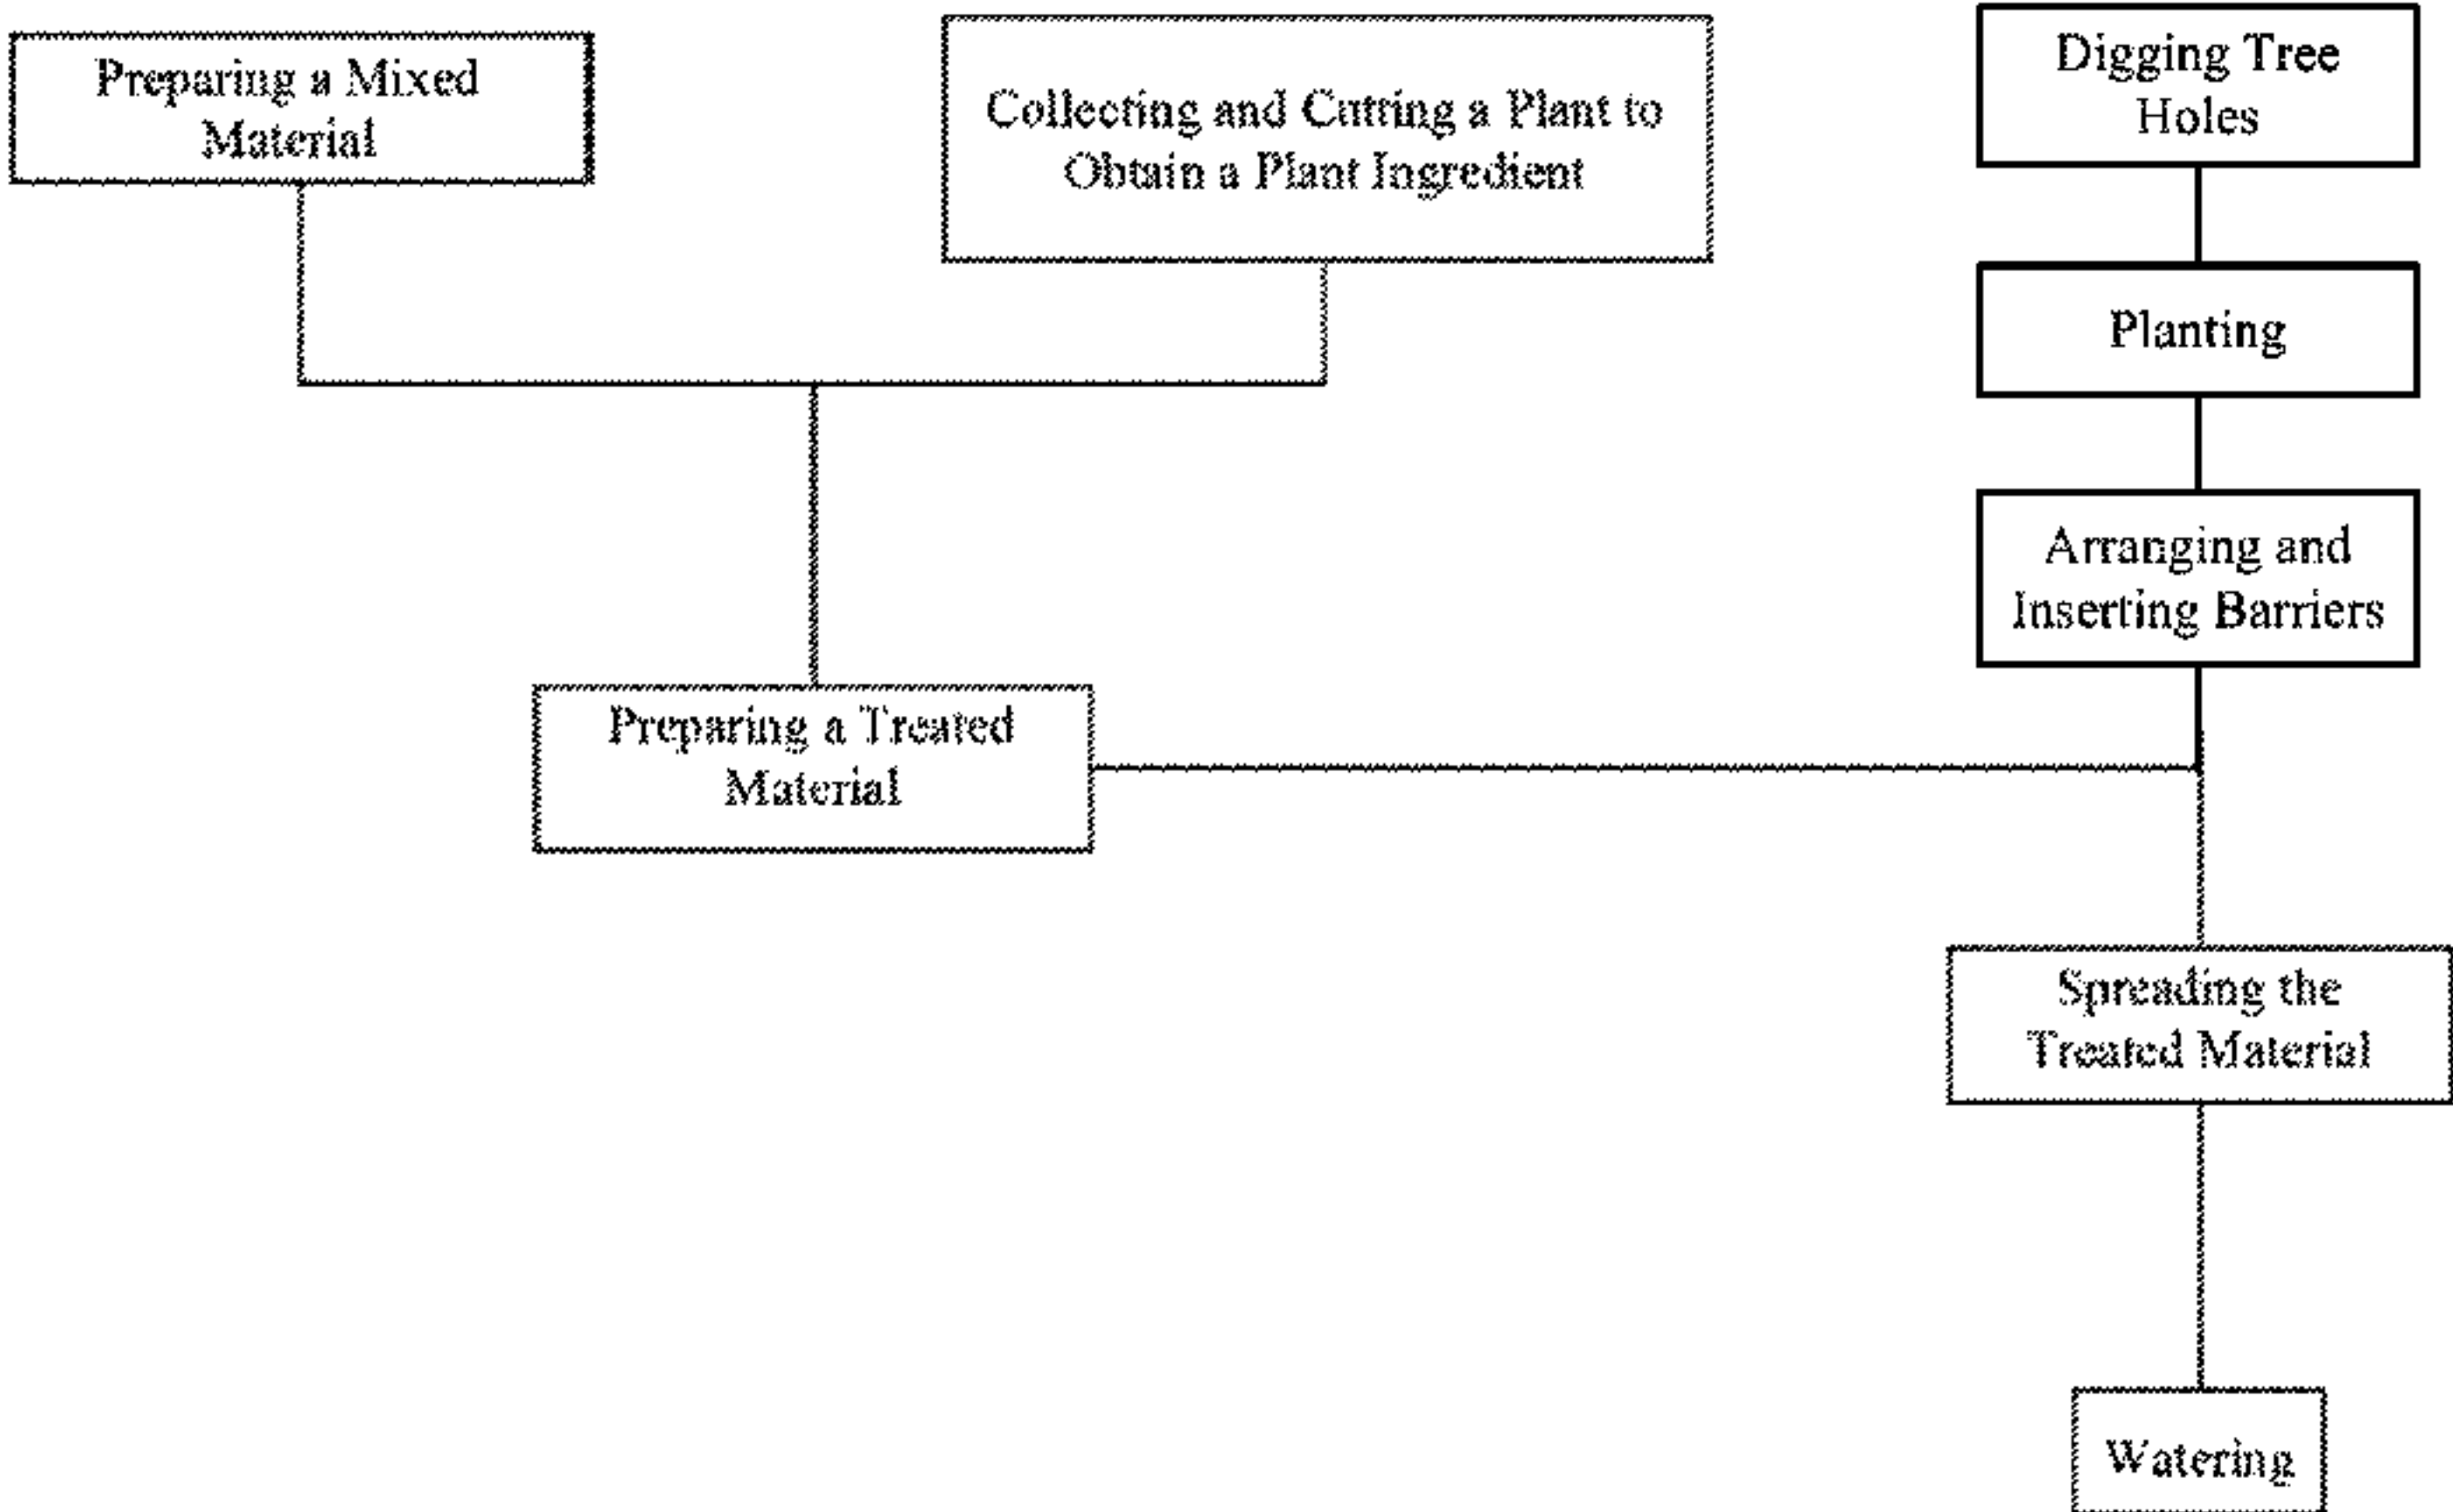 Preparing a Mixed
Material
Collecting and Cutting a Plant to
Obtain a Plant Ingredient
Digging Tree
Holes
Planting
Arranging and
Inserting Barriers
Preparing a Treated
Material
Spreading the
Treated Material
Watering